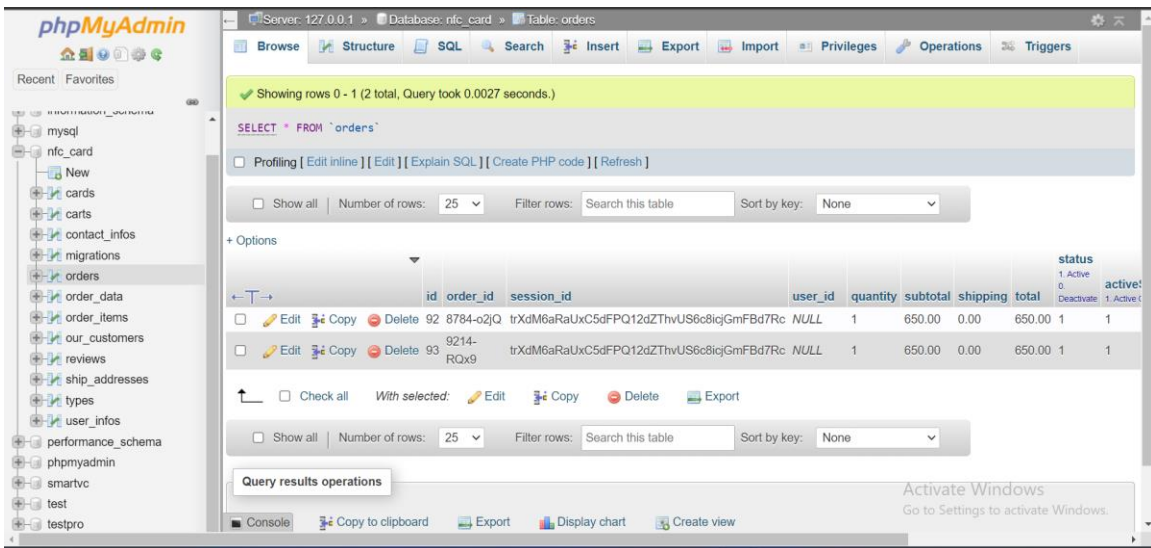 phpMyAdmin
Recent Favorites
information_schema
mysql
nfc_card
New
cards
carts
contact_infos
migrations
orders
order_data
order_items
our_customers
reviews
ship_addresses
types
user_infos
performance_schema
phpmyadmin
smartvc
test
testpro
Server: 127.0.0.1 » Database: nfc_card » Table: orders
Browse Structure SQL Search Insert Export Import Privileges Operations Triggers
Showing rows 0 - 1 (2 total, Query took 0.0027 seconds.)
SELECT * FROM `orders`
Profiling [ Edit inline ] [ Edit ] [ Explain SQL ] [ Create PHP code ] [ Refresh ]
Show all | Number of rows: 25 Filter rows: Search this table Sort by key: None
+ Options
←T→ id order_id session_id user_id quantity subtotal shipping total status 1. Active 0. Deactivate actives 1. Active
Edit Copy Delete 92 8784-o2jQ trXdM6aRaUxC5dFPQ12dZThvUS6c8icjGmFBd7Rc NULL 1 650.00 0.00 650.00 1 1
Edit Copy Delete 93 9214-RQx9 trXdM6aRaUxC5dFPQ12dZThvUS6c8icjGmFBd7Rc NULL 1 650.00 0.00 650.00 1 1
Check all With selected: Edit Copy Delete Export
Show all | Number of rows: 25 Filter rows: Search this table Sort by key: None
Query results operations
Console Copy to clipboard Export Display chart Create view
Activate Windows
Go to Settings to activate Windows.